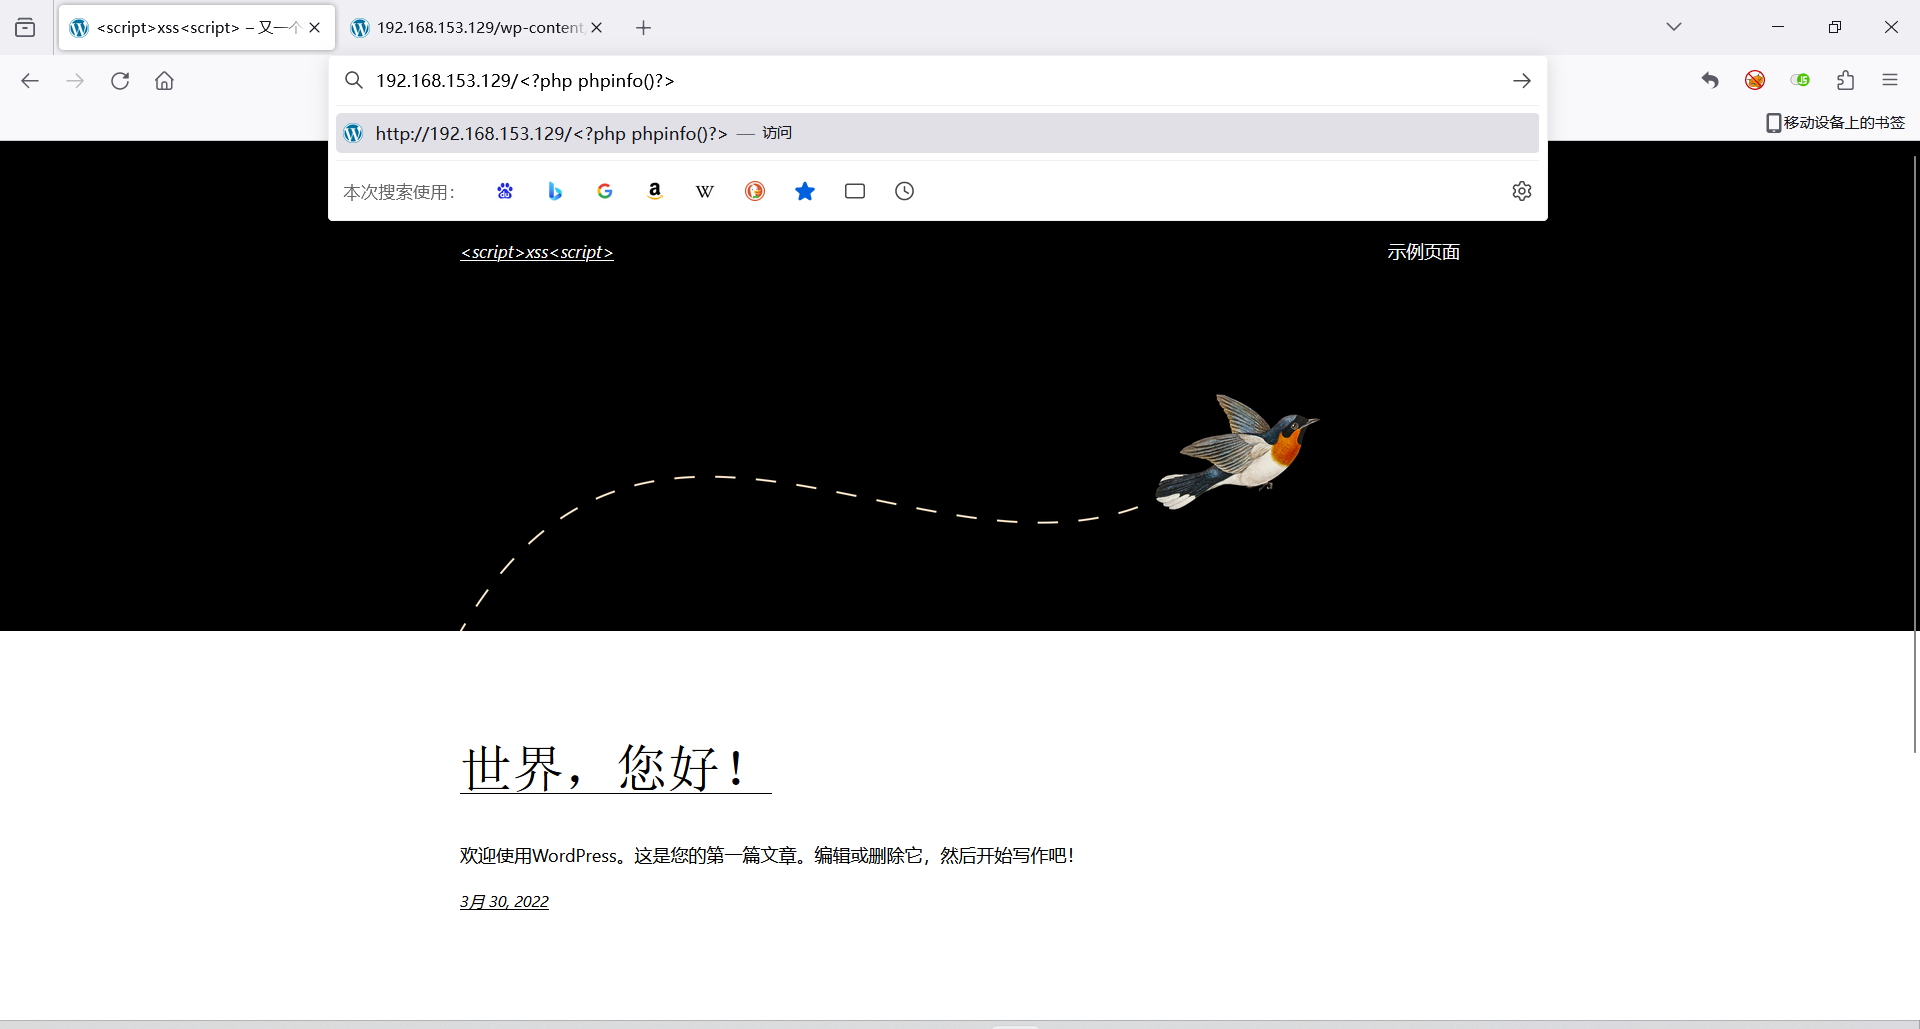 <script>xss<script> – 又一个
192.168.153.129/wp-content/
192.168.153.129/<?php phpinfo()?>
http://192.168.153.129/<?php phpinfo()?> — 访问
移动设备上的书签
本次搜索使用：
<script>xss<script>
示例页面
世界，您好！
欢迎使用WordPress。这是您的第一篇文章。编辑或删除它，然后开始写作吧！
3月 30, 2022